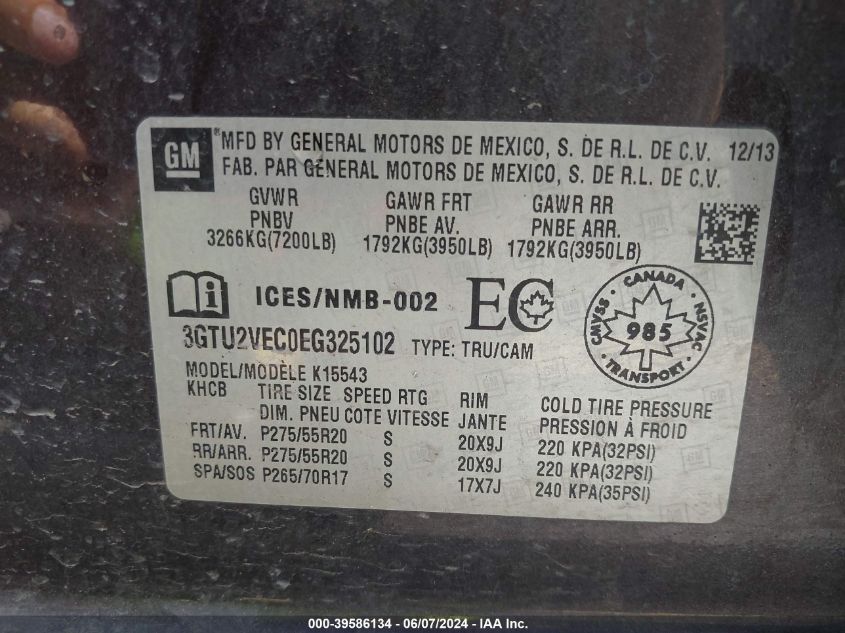 GM ® MFD BY GENERAL MOTORS DE MEXICO, S. DE R.L. DE C.V. 12/13
FAB. PAR GENERAL MOTORS DE MEXICO, S. DE R.L. DE C.V.
GVWR GAWR FRT GAWR RR
PNBV PNBE AV. PNBE ARR.
3266KG(7200LB) 1792KG(3950LB) 1792KG(3950LB)
i ICES/NMB-002 EC
CANADA
CMVSS 985 NSVAC
TRANSPORT
3GTU2VEC0EG325102 TYPE: TRU/CAM
MODEL/MODÈLE K15543
KHCB TIRE SIZE SPEED RTG RIM COLD TIRE PRESSURE
DIM. PNEU COTE VITESSE JANTE PRESSION À FROID
FRT/AV. P275/55R20 S 20X9J 220 KPA(32PSI)
RR/ARR. P275/55R20 S 20X9J 220 KPA(32PSI)
SPA/SOS P265/70R17 S 17X7J 240 KPA(35PSI)
000-39586134 - 06/07/2024 - IAA Inc.